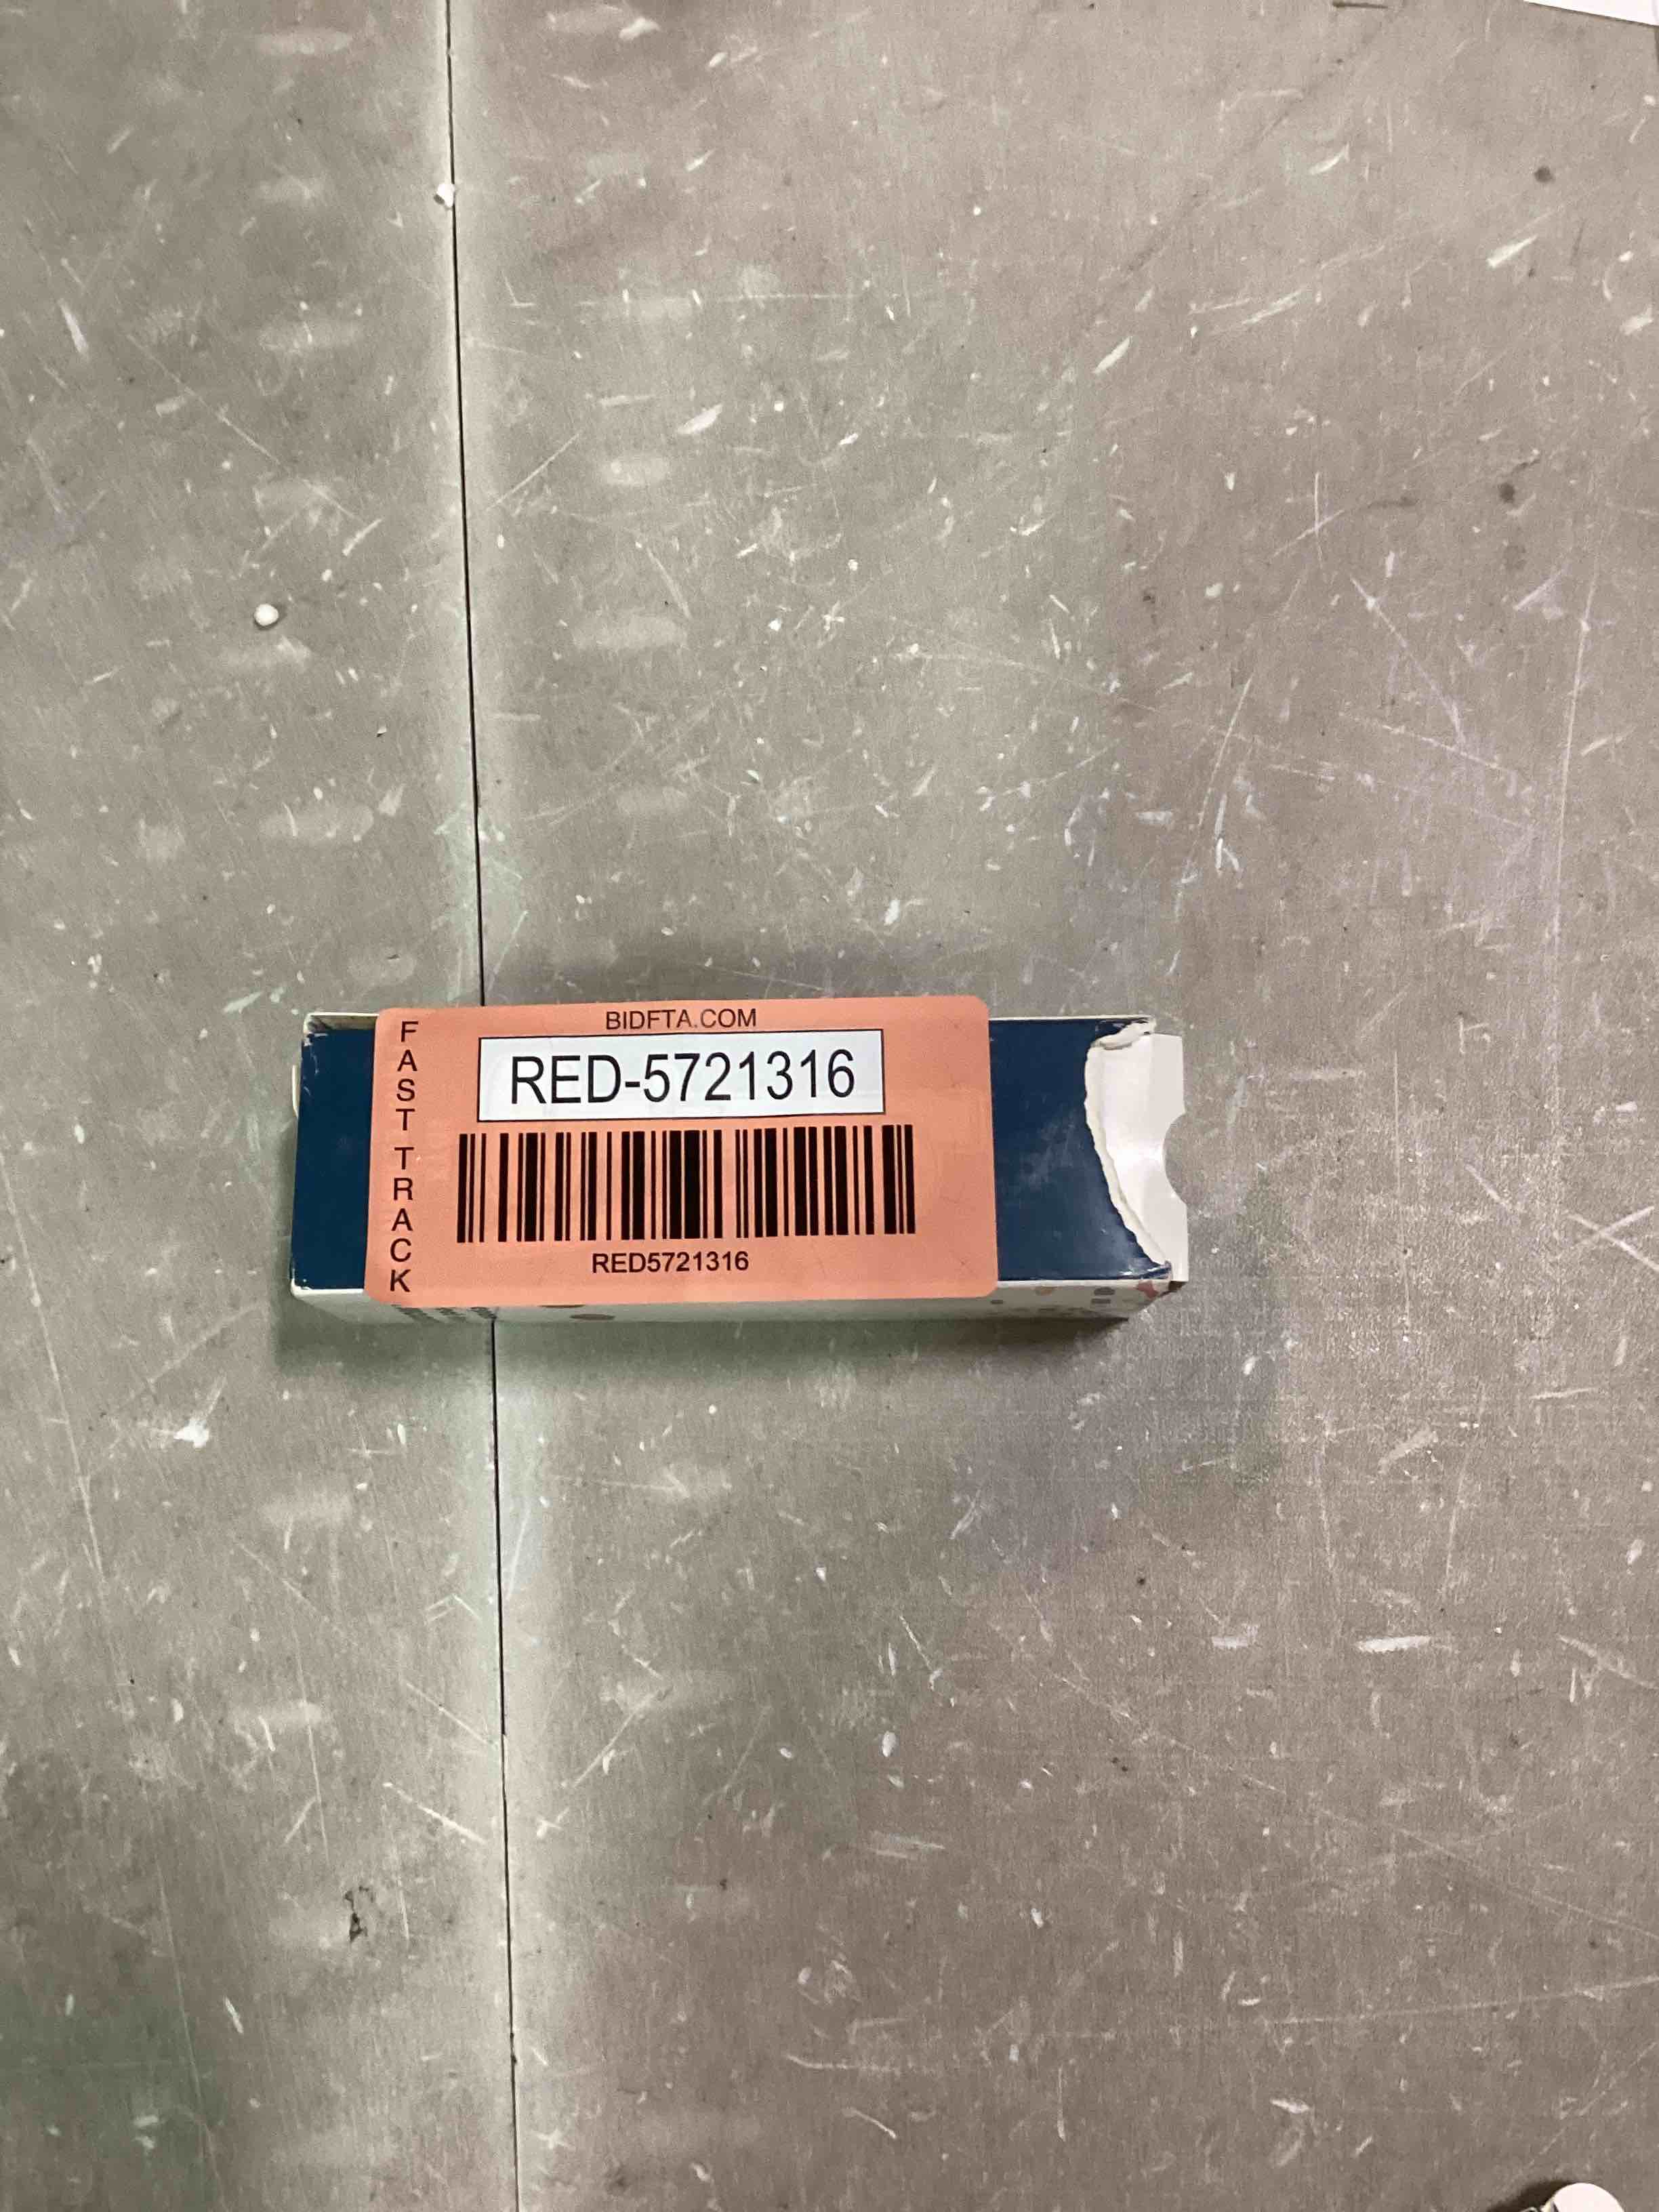 BIDFTA.COM
FAST TRACK
RED-5721316
RED5721316